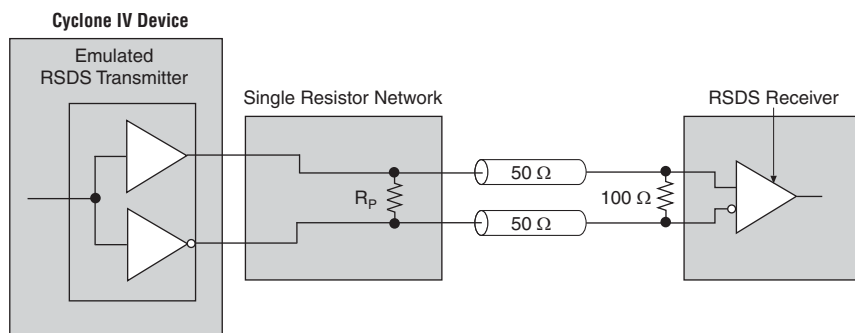 Cyclone IV Device
Emulated
RSDS Transmitter
Single Resistor Network
RSDS Receiver
50 Ω
R_P
100 Ω
50 Ω